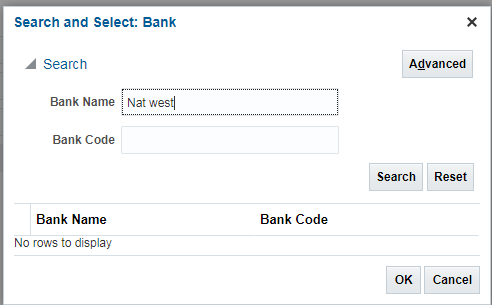 Search and Select: Bank
Search
Advanced
Bank Name Nat west
Bank Code
Search Reset
Bank Name Bank Code
No rows to display
OK Cancel